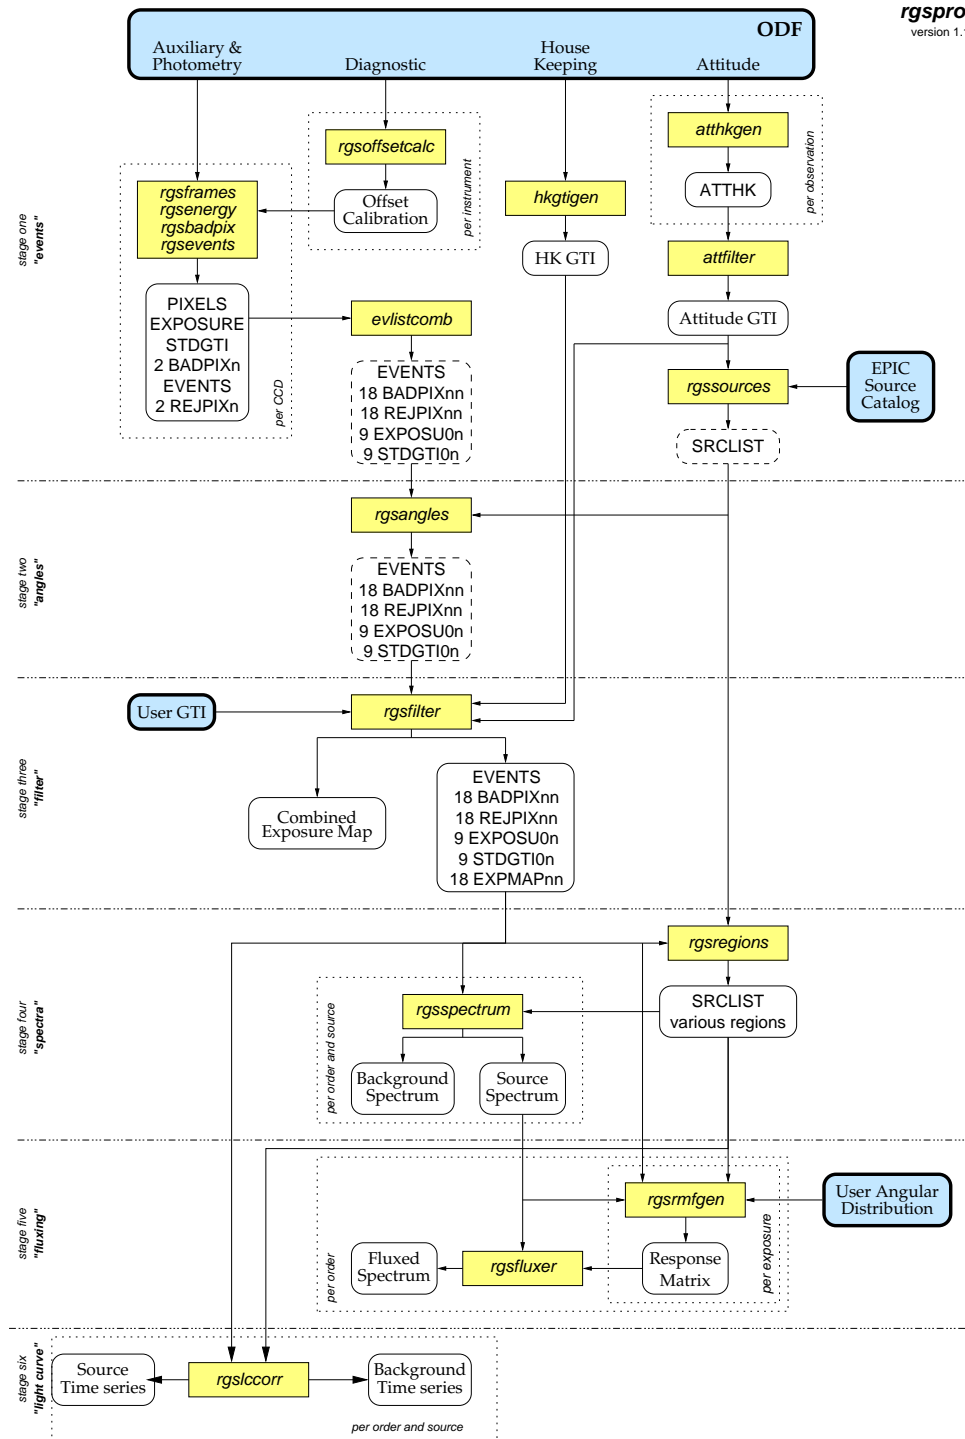 rgspro
version 1.1
ODF
Auxiliary &
Photometry
Diagnostic
House
Keeping
Attitude
stage one
"events"
rgsoffsetcalc
Offset
Calibration
per instrument
atthkgen
ATTHK
per observation
rgsframes
rgsenergy
rgsbadpix
rgsevents
hkgtigen
HK GTI
attfilter
Attitude GTI
PIXELS
EXPOSURE
STDGTI
2 BADPIXn
EVENTS
2 REJPIXn
per CCD
evlistcomb
EVENTS
18 BADPIXnn
18 REJPIXnn
9 EXPOSU0n
9 STDGTI0n
rgssources
EPIC
Source
Catalog
SRCLIST
stage two
"angles"
rgsangles
EVENTS
18 BADPIXnn
18 REJPIXnn
9 EXPOSU0n
9 STDGTI0n
stage three
"filter"
User GTI
rgsfilter
Combined
Exposure Map
EVENTS
18 BADPIXnn
18 REJPIXnn
9 EXPOSU0n
9 STDGTI0n
18 EXPMAPnn
stage four
"spectra"
rgsregions
SRCLIST
various regions
per order and source
rgsspectrum
Background
Spectrum
Source
Spectrum
stage five
"fluxing"
per order
rgsrmfgen
User Angular
Distribution
Fluxed
Spectrum
rgsfluxer
Response
Matrix
per exposure
stage six
"light curve"
Source
Time series
rgslccorr
Background
Time series
per order and source